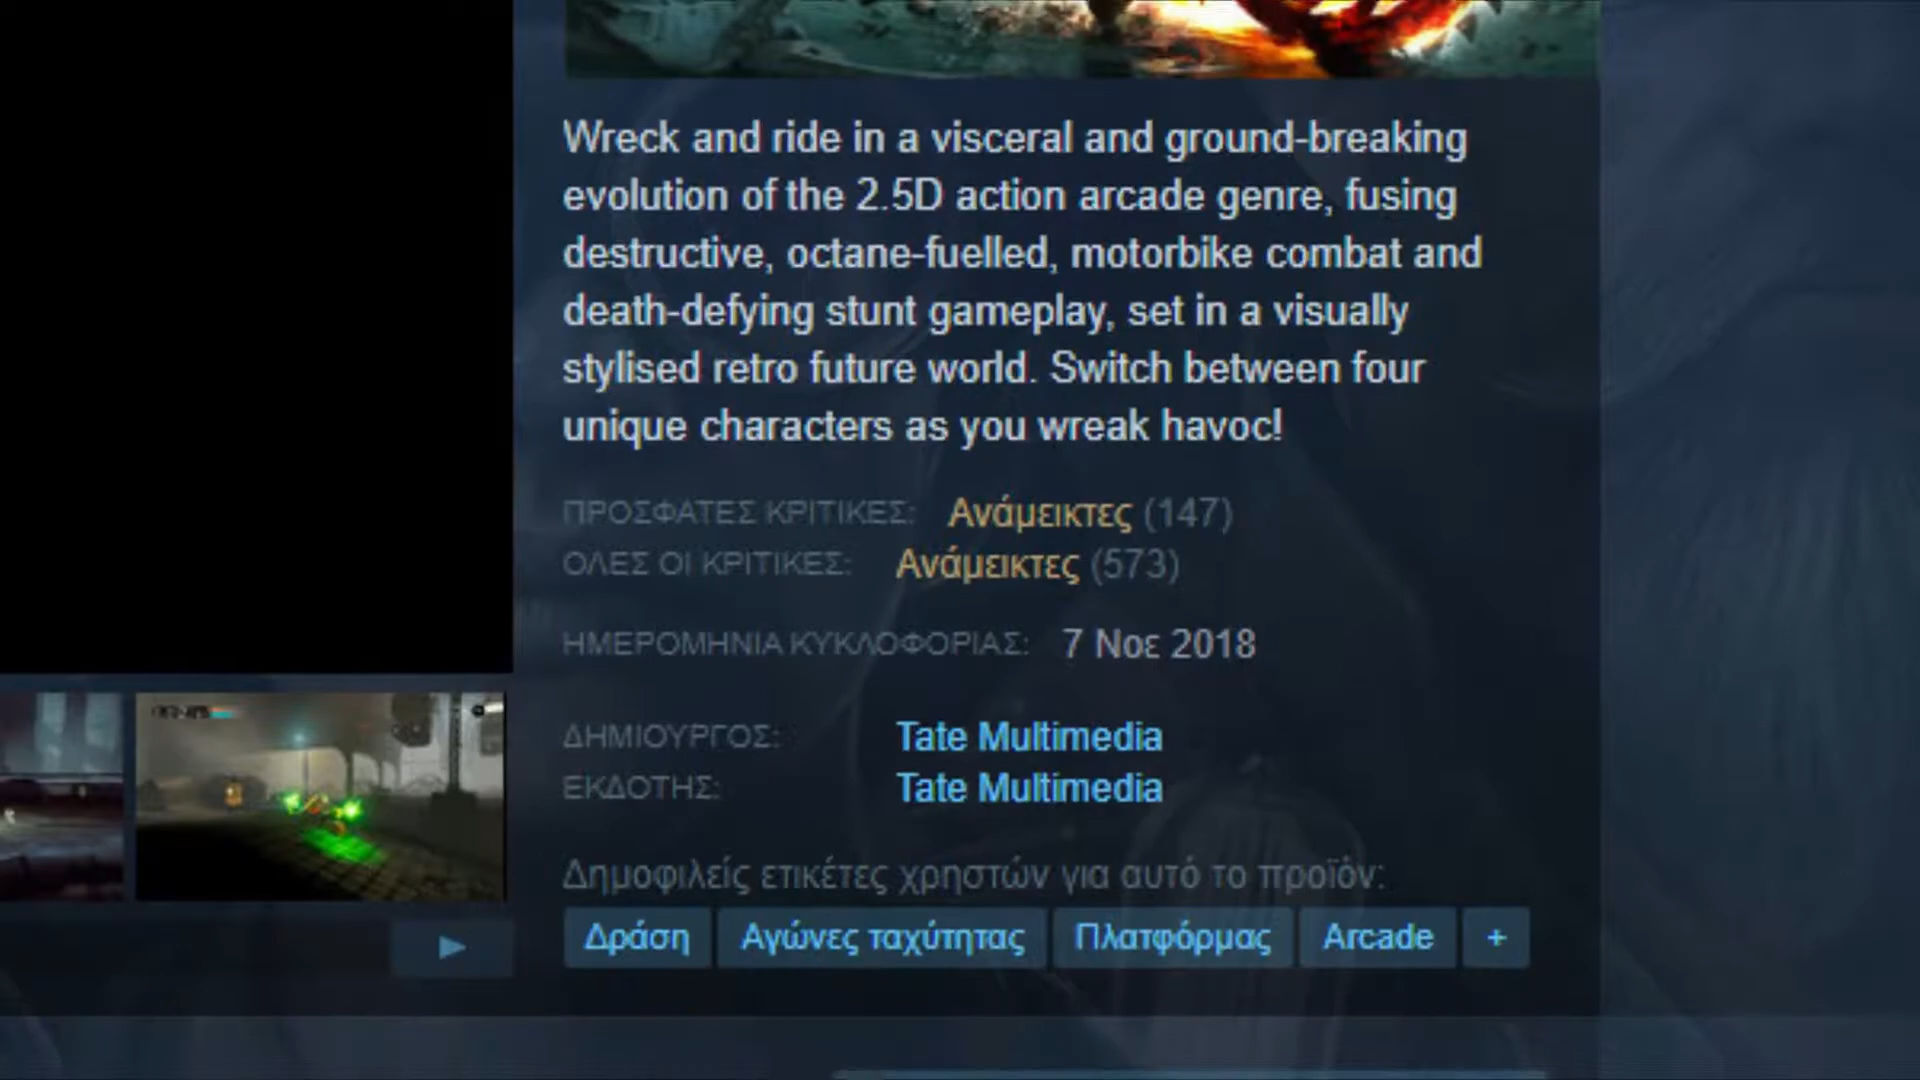 Wreck and ride in a visceral and ground-breaking
evolution of the 2.5D action arcade genre, fusing
destructive, octane-fuelled, motorbike combat and
death-defying stunt gameplay, set in a visually
stylised retro future world. Switch between four
unique characters as you wreak havoc!
ΠΡΟΣΦΑΤΕΣ ΚΡΙΤΙΚΕΣ: Ανάμεικτες (147)
ΟΛΕΣ ΟΙ ΚΡΙΤΙΚΕΣ: Ανάμεικτες (573)
ΗΜΕΡΟΜΗΝΙΑ ΚΥΚΛΟΦΟΡΙΑΣ: 7 Νοε 2018
ΔΗΜΙΟΥΡΓΟΣ: Tate Multimedia
ΕΚΔΟΤΗΣ: Tate Multimedia
Δημοφιλείς ετικέτες χρηστών για αυτό το προϊόν:
Δράση Αγώνες ταχύτητας Πλατφόρμας Arcade +